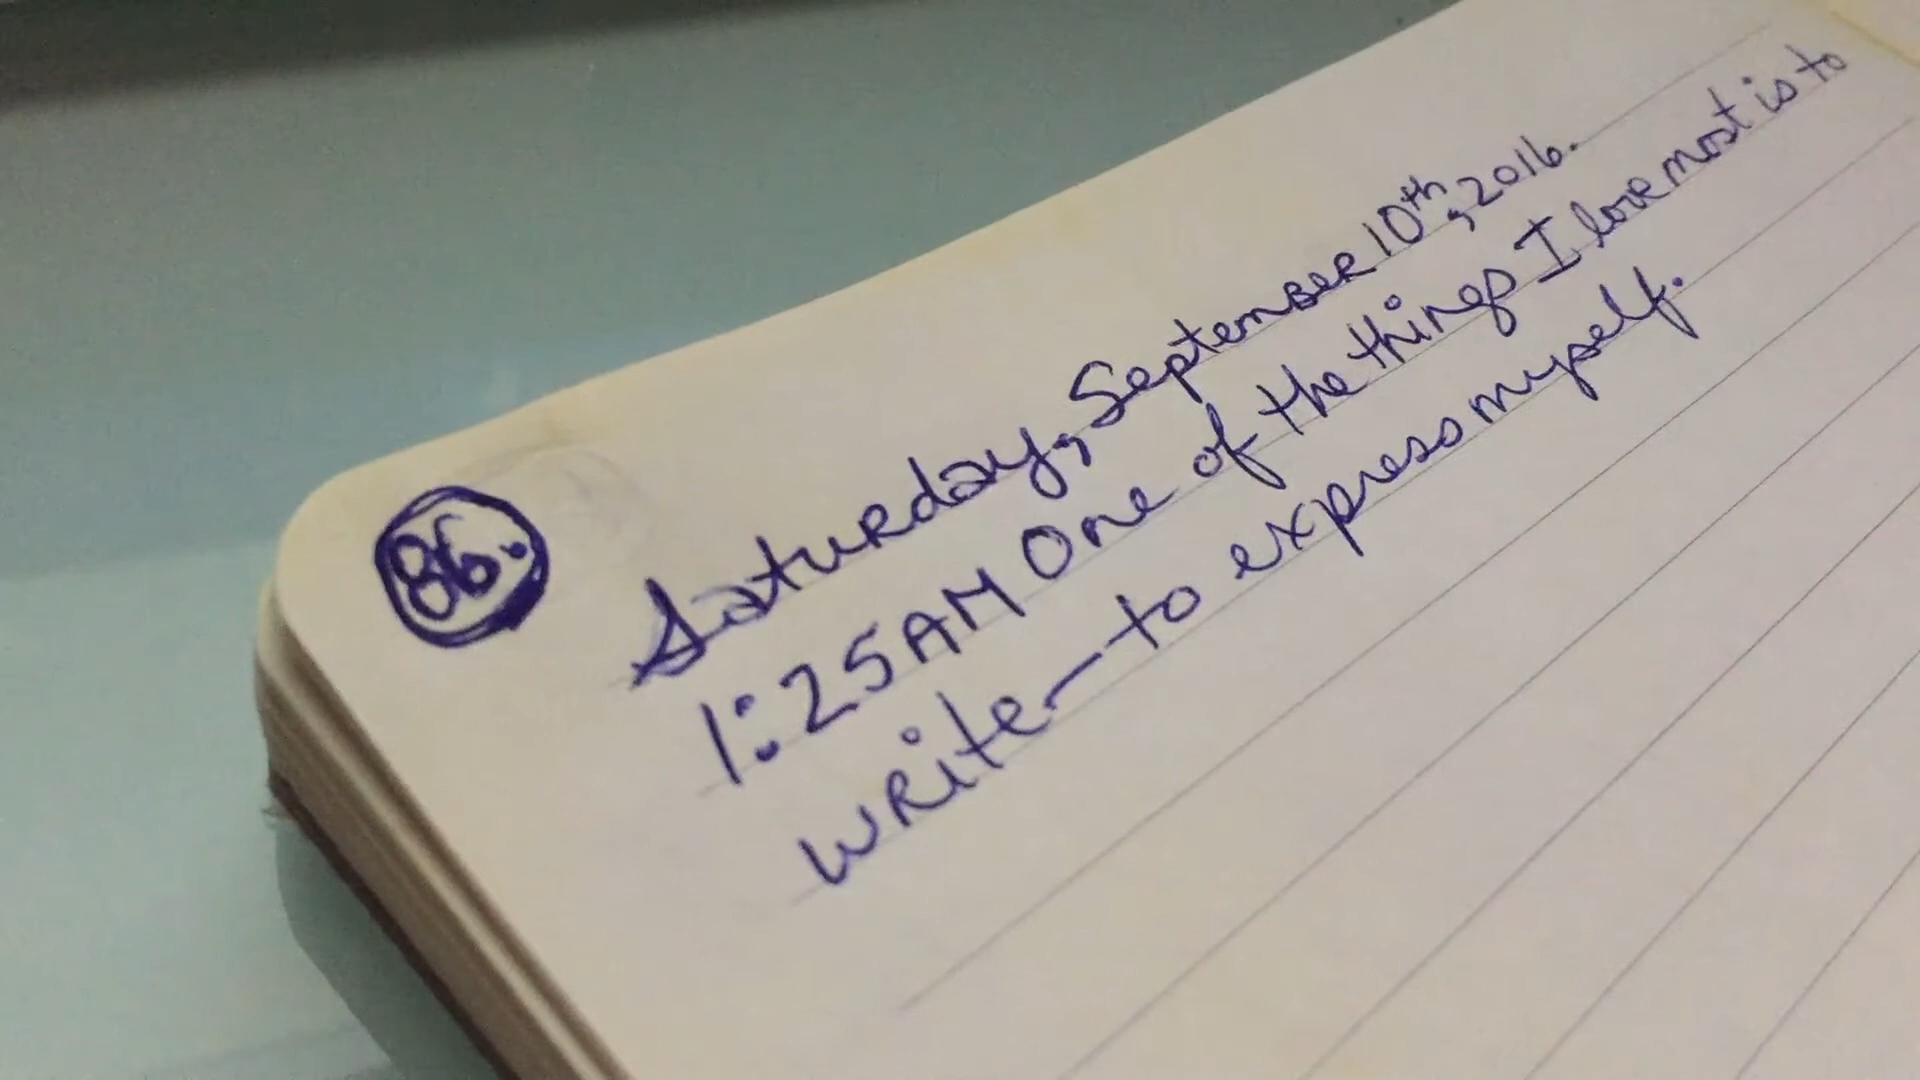 86.
Saturday, September 10th, 2016.
1:25AM One of the things I love most is to
write—to express myself.